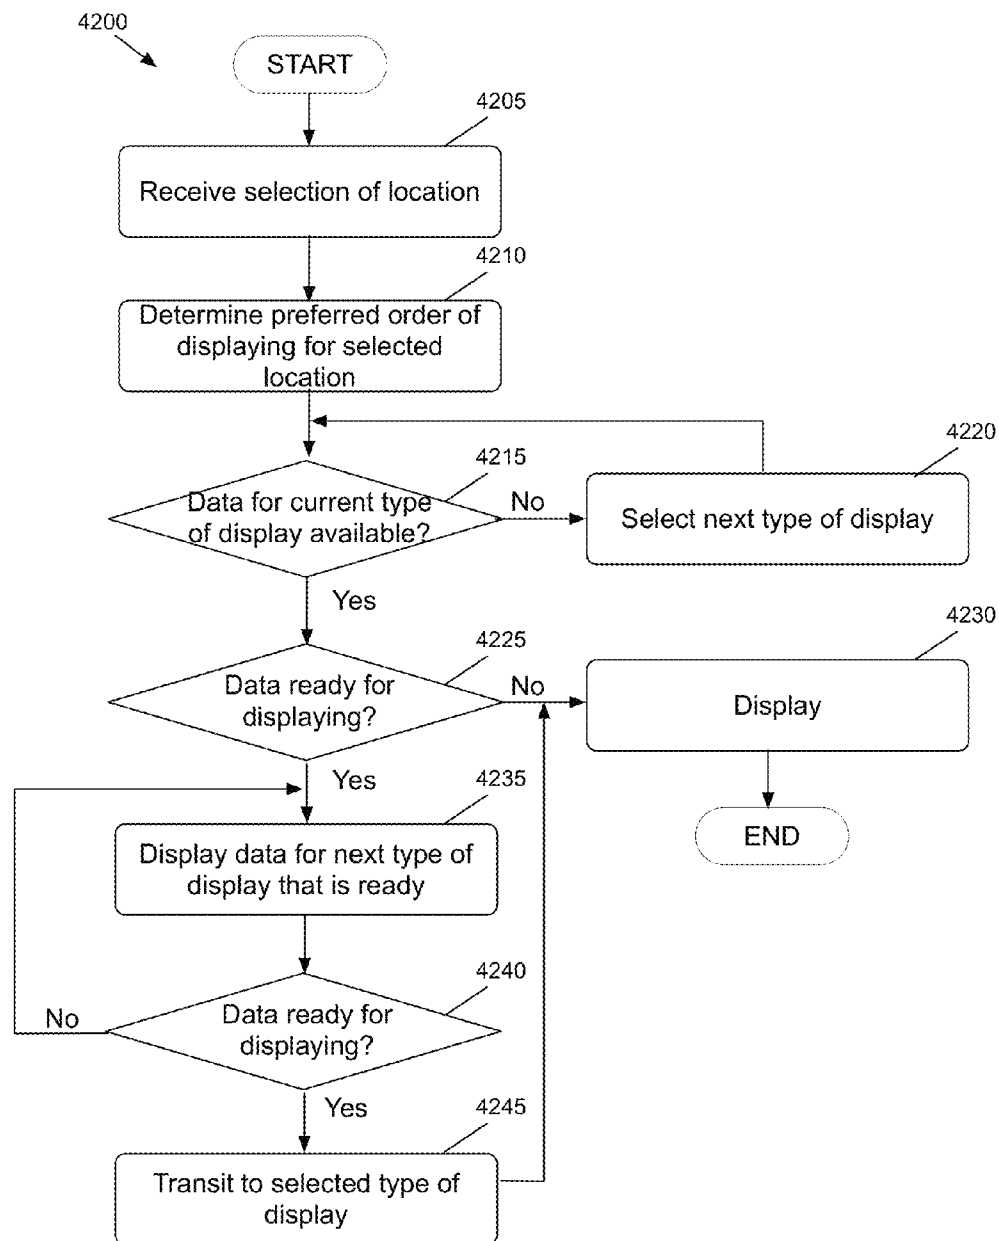 4200
START
4205
Receive selection of location
4210
Determine preferred order of
displaying for selected
location
4215
Data for current type
of display available?
No
4220
Select next type of display
Yes
4225
Data ready for
displaying?
No
4230
Display
Yes
4235
Display data for next type of
display that is ready
END
4240
Data ready for
displaying?
No
Yes
4245
Transit to selected type of
display